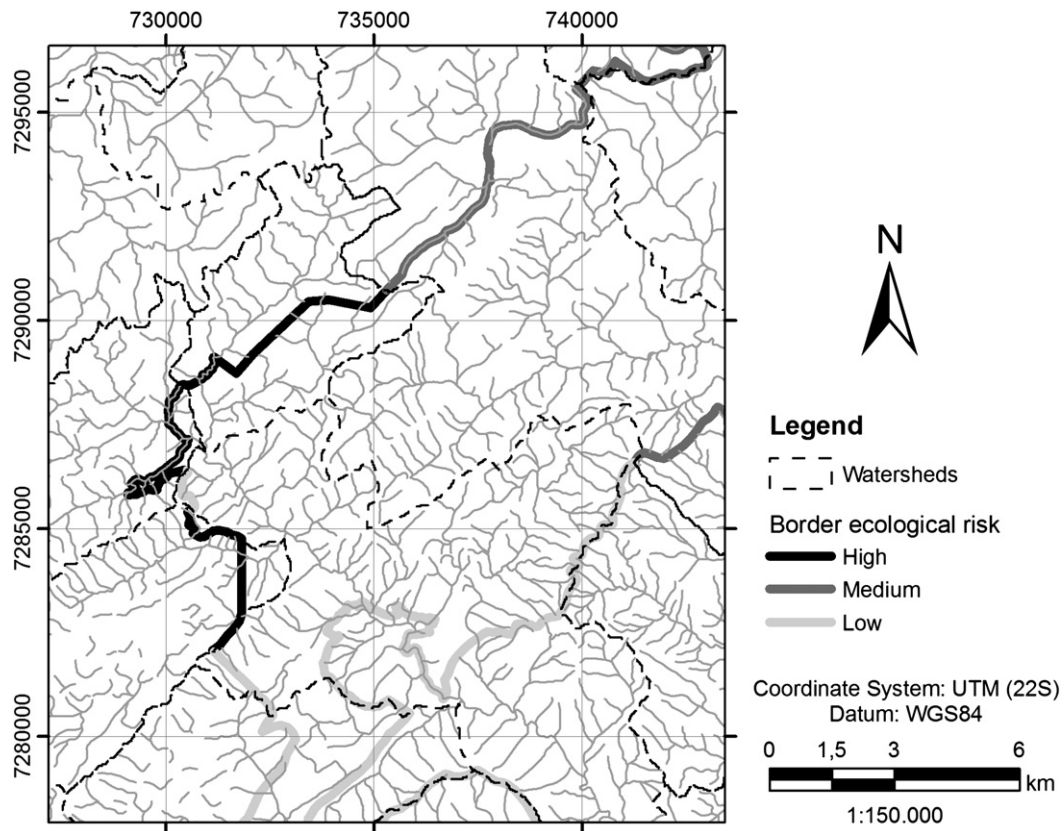 730000 735000 740000
7295000
7290000
7285000
7280000
N
Legend
Watersheds
Border ecological risk
High
Medium
Low
Coordinate System: UTM (22S)
Datum: WGS84
0 1,5 3 6
km
1:150.000